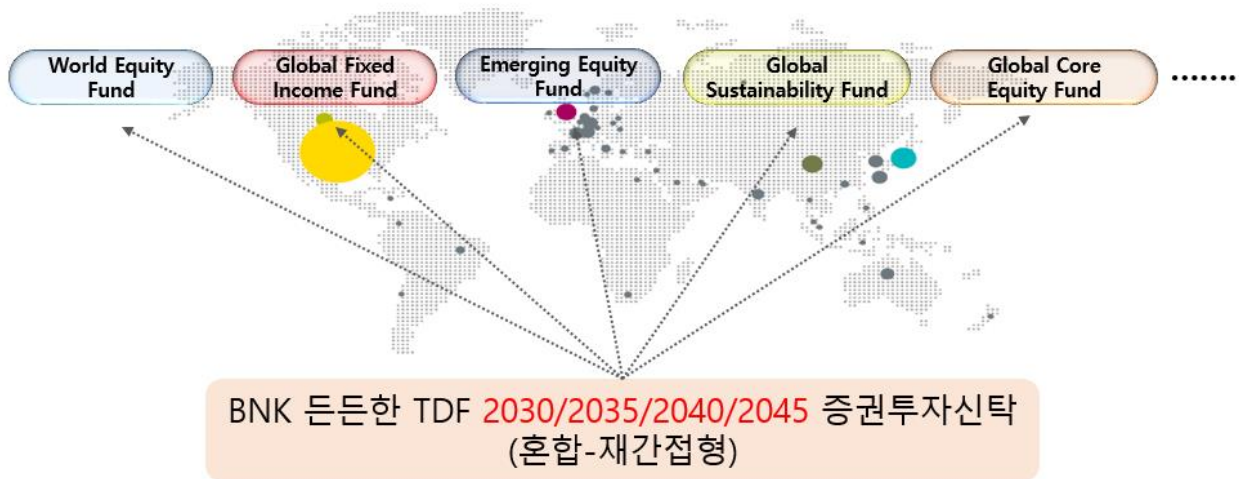 World Equity
Fund
Global Fixed
Income Fund
Emerging Equity
Fund
Global
Sustainability Fund
Global Core
Equity Fund
.......
BNK 든든한 TDF 2030/2035/2040/2045 증권투자신탁
(혼합-재간접형)